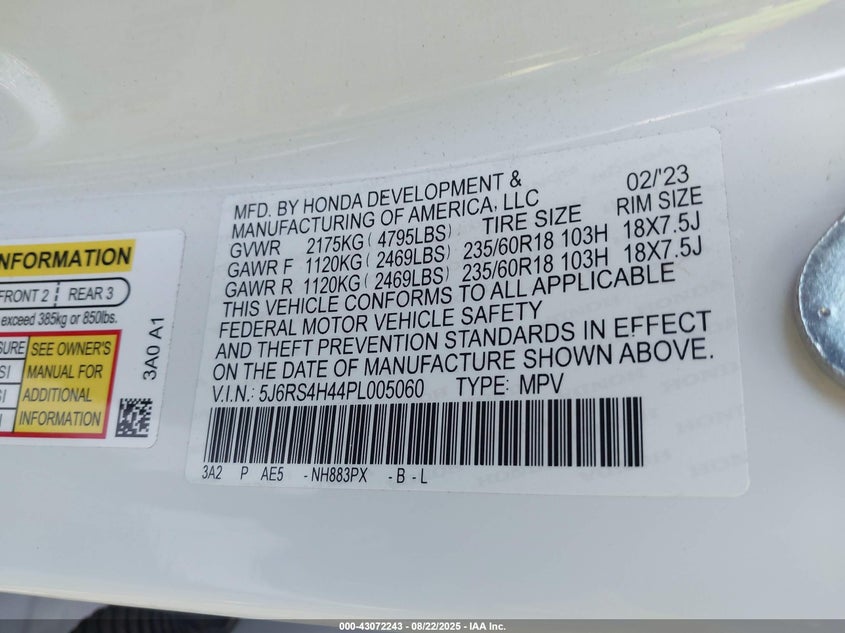 INFORMATION
FRONT 2 REAR 3
exceed 385kg or 850lbs.
SEE OWNER'S
MANUAL FOR
ADDITIONAL
INFORMATION
3A0 A1
MFD. BY HONDA DEVELOPMENT & 02/'23
MANUFACTURING OF AMERICA, LLC
TIRE SIZE RIM SIZE
GVWR 2175KG ( 4795LBS)
GAWR F 1120KG ( 2469LBS) 235/60R18 103H 18X7.5J
GAWR R 1120KG ( 2469LBS) 235/60R18 103H 18X7.5J
THIS VEHICLE CONFORMS TO ALL APPLICABLE
FEDERAL MOTOR VEHICLE SAFETY
AND THEFT PREVENTION STANDARDS IN EFFECT
ON THE DATE OF MANUFACTURE SHOWN ABOVE.
V.I.N.: 5J6RS4H44PL005060 TYPE: MPV
3A2 P AE5 -NH883PX -B - L
000-43072243 - 08/22/2025 - IAA Inc.